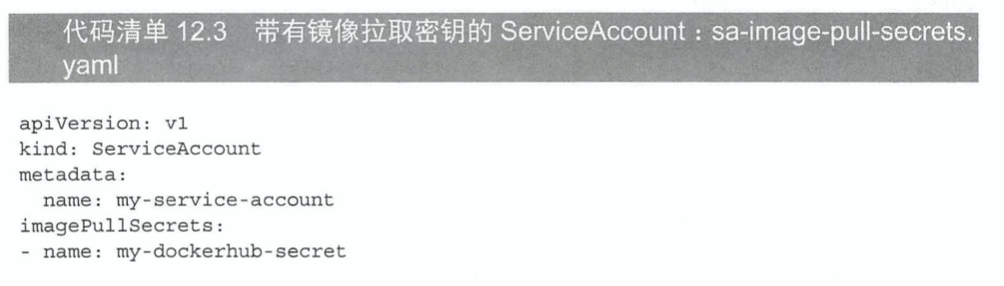 代码清单 12.3 带有镜像拉取密钥的 ServiceAccount：sa-image-pull-secrets.
yaml
apiVersion: v1
kind: ServiceAccount
metadata:
  name: my-service-account
imagePullSecrets:
- name: my-dockerhub-secret